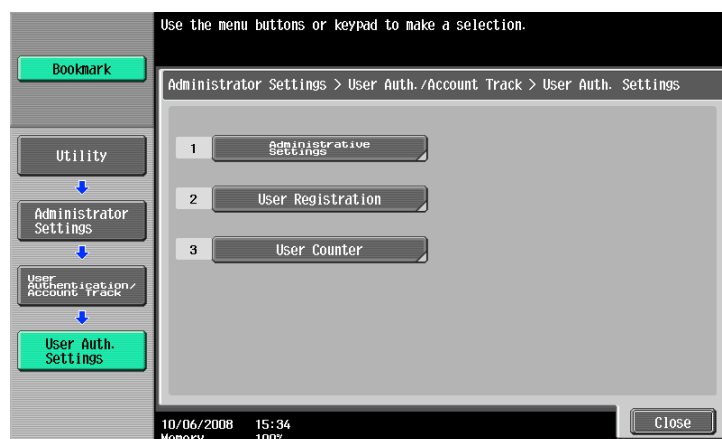 Use the menu buttons or keypad to make a selection.
Bookmark
Administrator Settings > User Auth./Account Track > User Auth. Settings
Utility
Administrator
Settings
User
Authentication/
Account Track
User Auth.
Settings
1 Administrative
Settings
2 User Registration
3 User Counter
10/06/2008 15:34
Memory 100%
Close